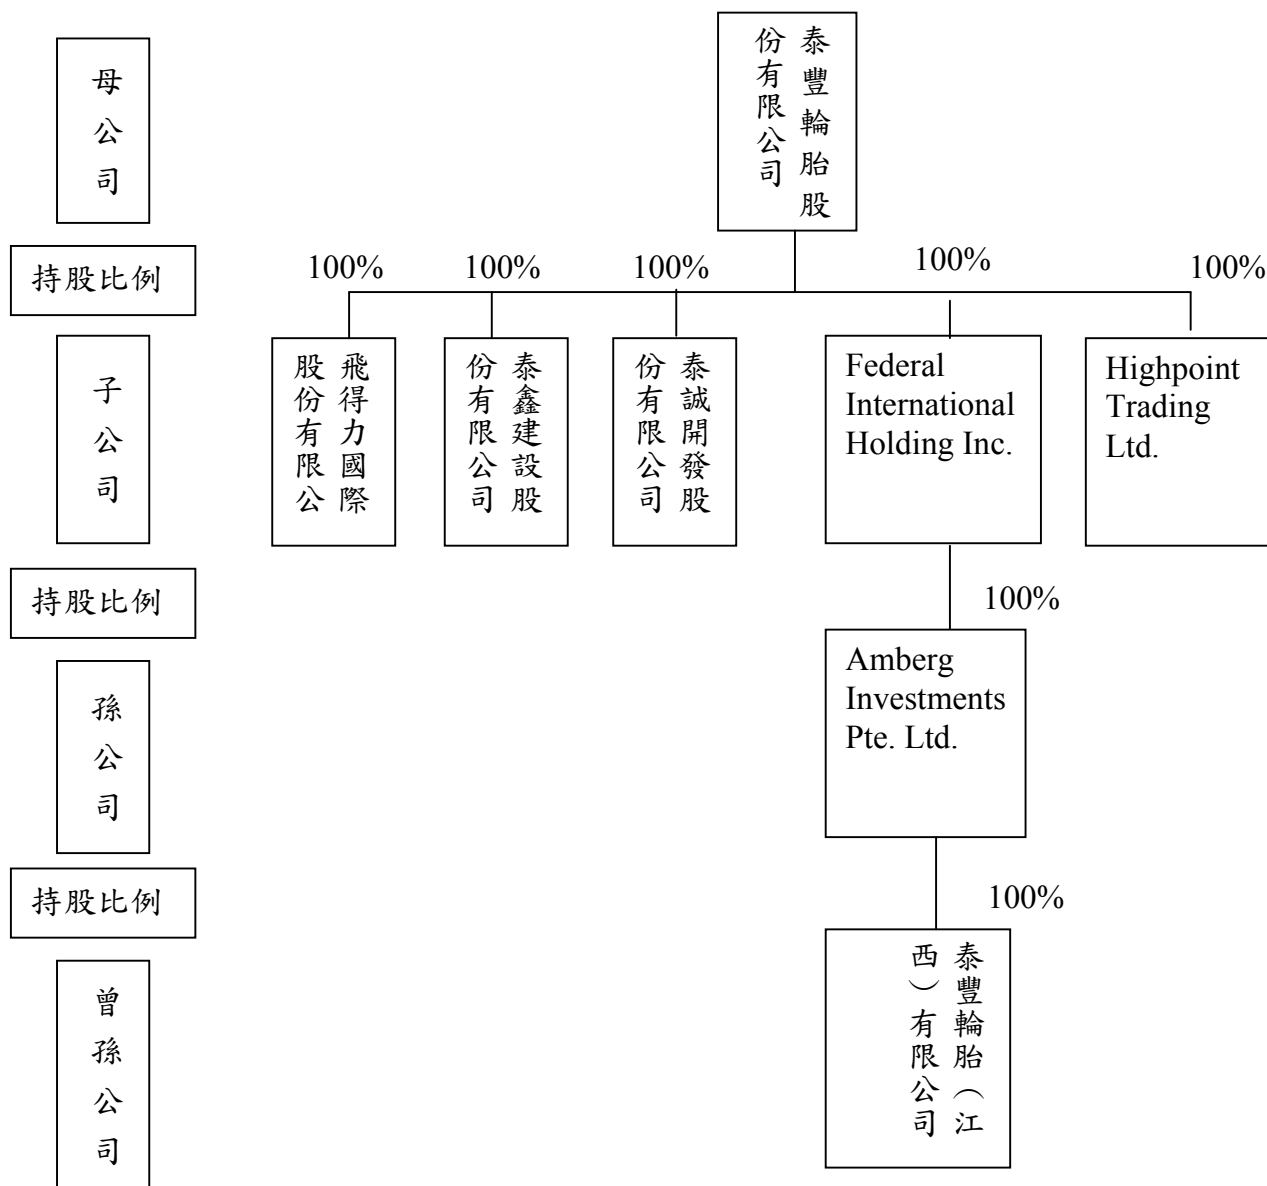 母公司
泰豐輪胎股
份有限公司
持股比例
100%
100%
100%
100%
100%
子公司
飛得力國際
股份有限公
泰鑫建設股
份有限公司
泰誠開發股
份有限公司
Federal
International
Holding Inc.
Highpoint
Trading
Ltd.
持股比例
100%
孫公司
Amberg
Investments
Pte. Ltd.
持股比例
100%
曾孫公司
泰豐輪胎（江
西）有限公司